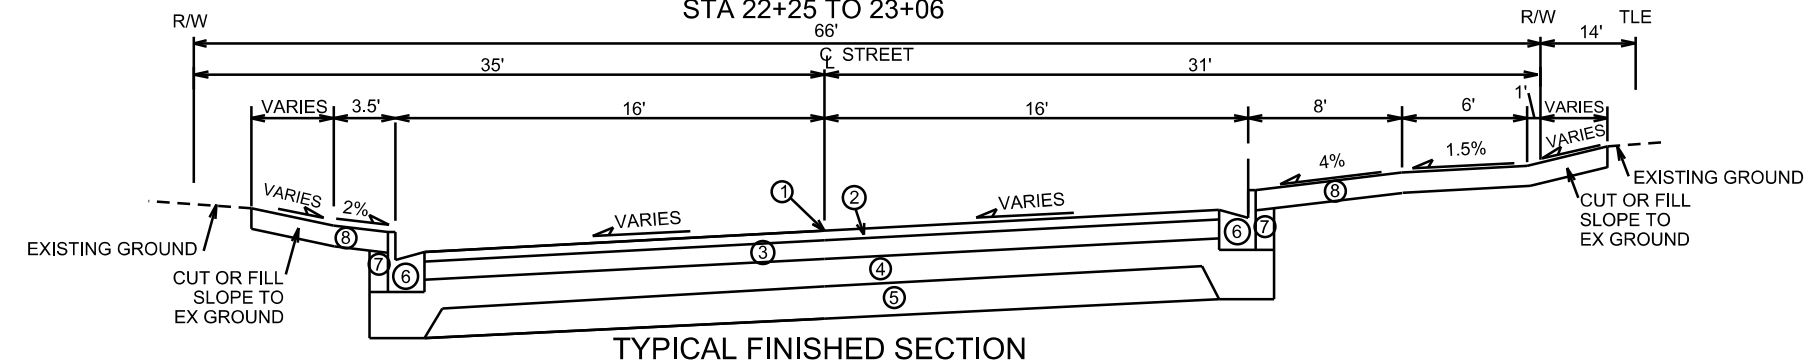 STA 22+25 TO 23+06
R/W
R/W
TLE
66'
14'
℄ STREET
35'
31'
VARIES
3.5'
16'
16'
8'
6'
1'
VARIES
VARIES
2%
VARIES
1
2
VARIES
4%
1.5%
VARIES
8
8
EXISTING GROUND
EXISTING GROUND
CUT OR FILL
SLOPE TO
EX GROUND
CUT OR FILL
SLOPE TO
EX GROUND
7
6
3
4
5
6
7
TYPICAL FINISHED SECTION